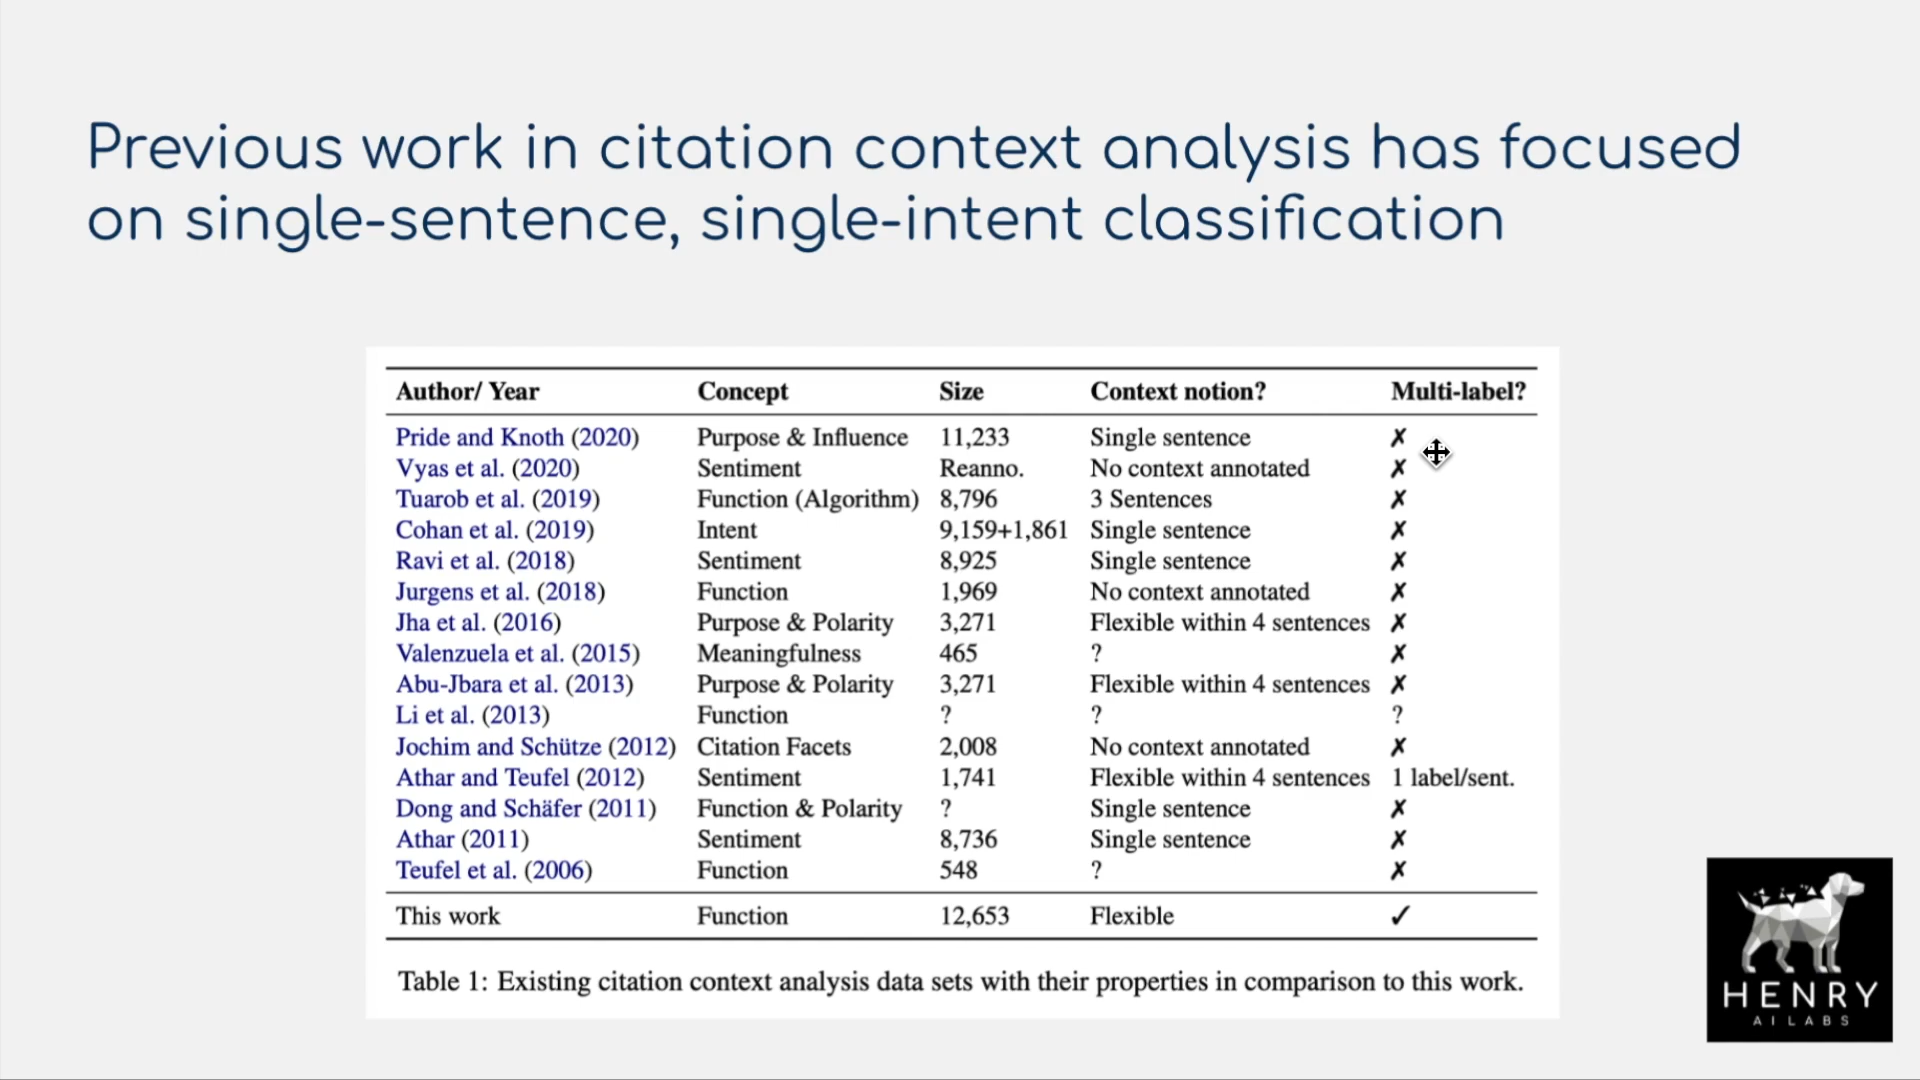 Previous work in citation context analysis has focused
on single-sentence, single-intent classification
Author/ Year Concept Size Context notion? Multi-label?
Pride and Knoth (2020) Purpose & Influence 11,233 Single sentence ✗
Vyas et al. (2020) Sentiment Reanno. No context annotated ✗
Tuarob et al. (2019) Function (Algorithm) 8,796 3 Sentences ✗
Cohan et al. (2019) Intent 9,159+1,861 Single sentence ✗
Ravi et al. (2018) Sentiment 8,925 Single sentence ✗
Jurgens et al. (2018) Function 1,969 No context annotated ✗
Jha et al. (2016) Purpose & Polarity 3,271 Flexible within 4 sentences ✗
Valenzuela et al. (2015) Meaningfulness 465 ? ✗
Abu-Jbara et al. (2013) Purpose & Polarity 3,271 Flexible within 4 sentences ✗
Li et al. (2013) Function ? ? ?
Jochim and Schütze (2012) Citation Facets 2,008 No context annotated ✗
Athar and Teufel (2012) Sentiment 1,741 Flexible within 4 sentences 1 label/sent.
Dong and Schäfer (2011) Function & Polarity ? Single sentence ✗
Athar (2011) Sentiment 8,736 Single sentence ✗
Teufel et al. (2006) Function 548 ? ✗
This work Function 12,653 Flexible ✓
Table 1: Existing citation context analysis data sets with their properties in comparison to this work.
HENRY
AI LABS